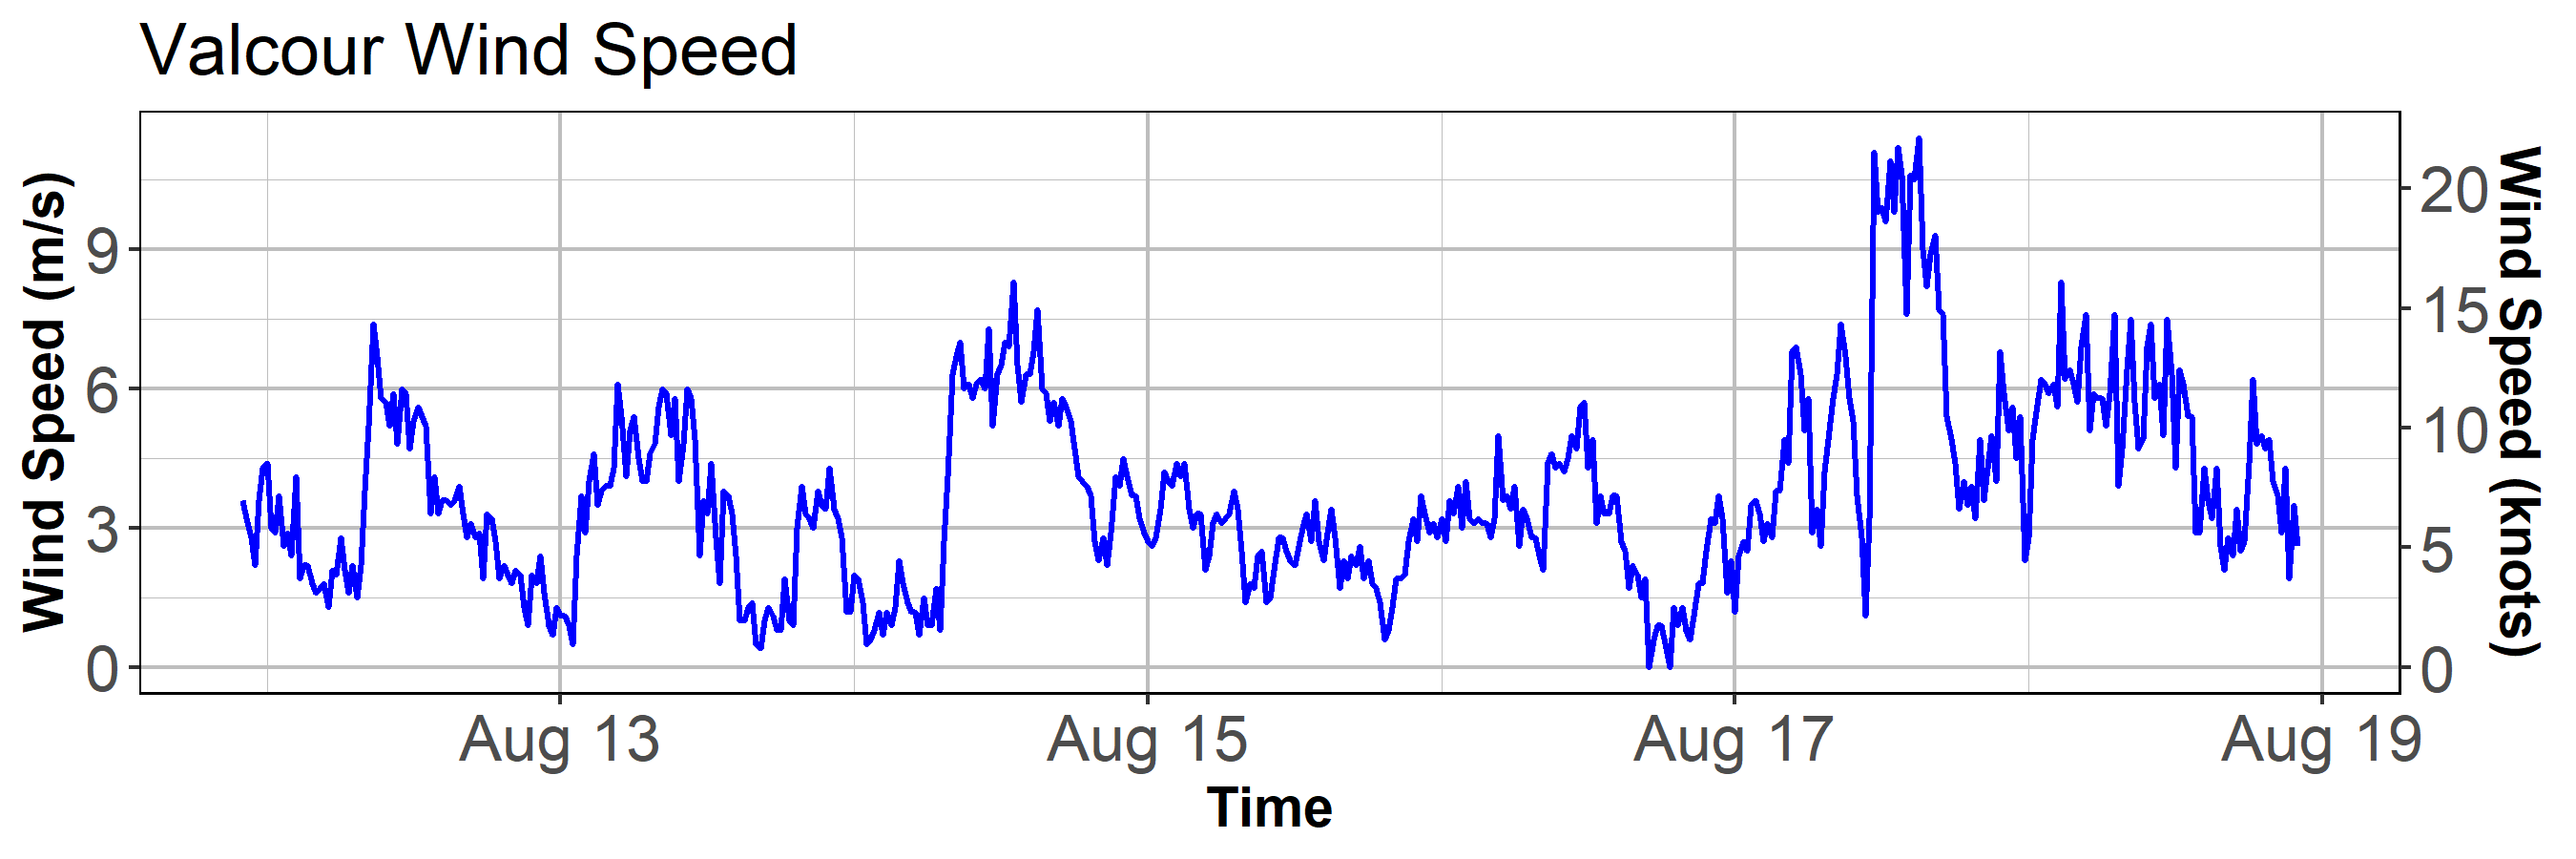 Valcour Wind Speed
Wind Speed (m/s)
9
6
3
0
20
15
10
5
0
Wind Speed (knots)
Aug 13
Aug 15
Aug 17
Aug 19
Time